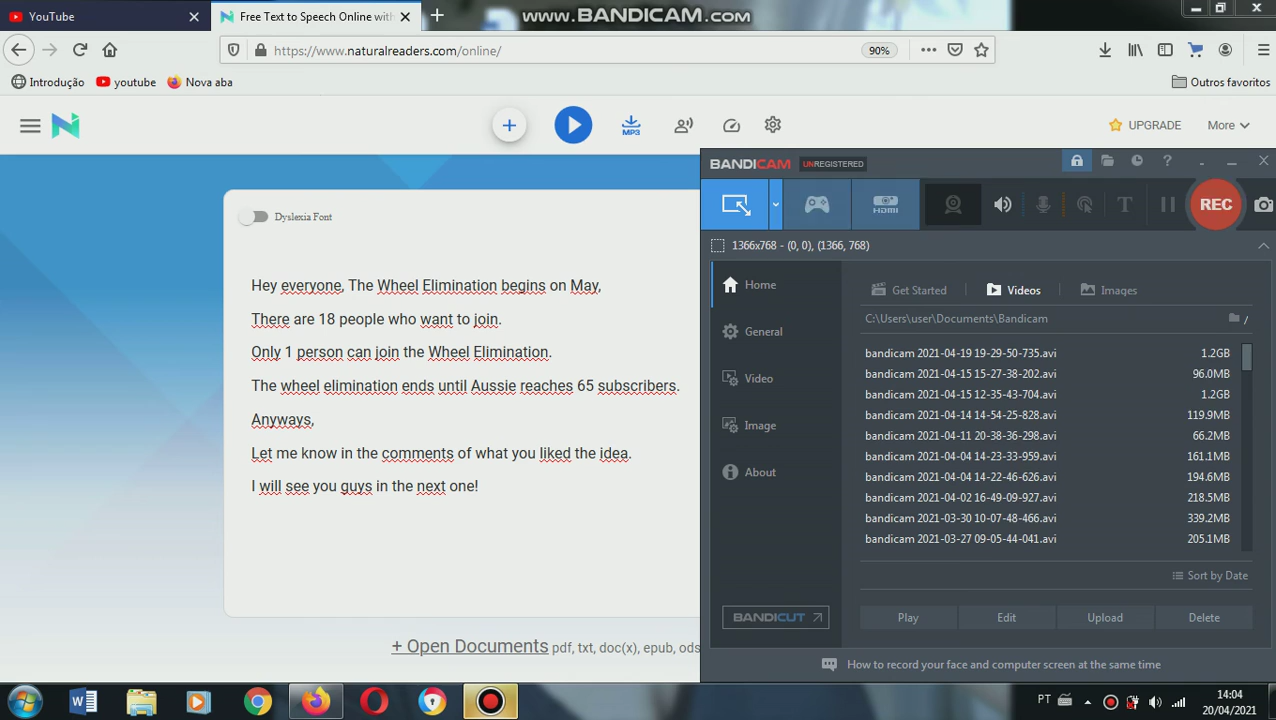 YouTube
Free Text to Speech Online with
www.BANDICAM.com
https://www.naturalreaders.com/online/
90%
Introdução
youtube
Nova aba
Outros favoritos
MP3
UPGRADE
More
Dyslexia Font
Hey everyone, The Wheel Elimination begins on May,
There are 18 people who want to join.
Only 1 person can join the Wheel Elimination.
The wheel elimination ends until Aussie reaches 65 subscribers.
Anyways,
Let me know in the comments of what you liked the idea.
I will see you guys in the next one!
+ Open Documents pdf, txt, doc(x), epub, ods
BANDICAM UNREGISTERED
HDMI
REC
1366x768 - (0, 0), (1366, 768)
Home
General
Video
Image
About
BANDICUT
Get Started
Videos
Images
C:\Users\user\Documents\Bandicam
/
bandicam 2021-04-19 19-29-50-735.avi 1.2GB
bandicam 2021-04-15 15-27-38-202.avi 96.0MB
bandicam 2021-04-15 12-35-43-704.avi 1.2GB
bandicam 2021-04-14 14-54-25-828.avi 119.9MB
bandicam 2021-04-11 20-38-36-298.avi 66.2MB
bandicam 2021-04-04 14-23-33-959.avi 161.1MB
bandicam 2021-04-04 14-22-46-626.avi 194.6MB
bandicam 2021-04-02 16-49-09-927.avi 218.5MB
bandicam 2021-03-30 10-07-48-466.avi 339.2MB
bandicam 2021-03-27 09-05-44-041.avi 205.1MB
Sort by Date
Play
Edit
Upload
Delete
How to record your face and computer screen at the same time
PT
14:04
20/04/2021